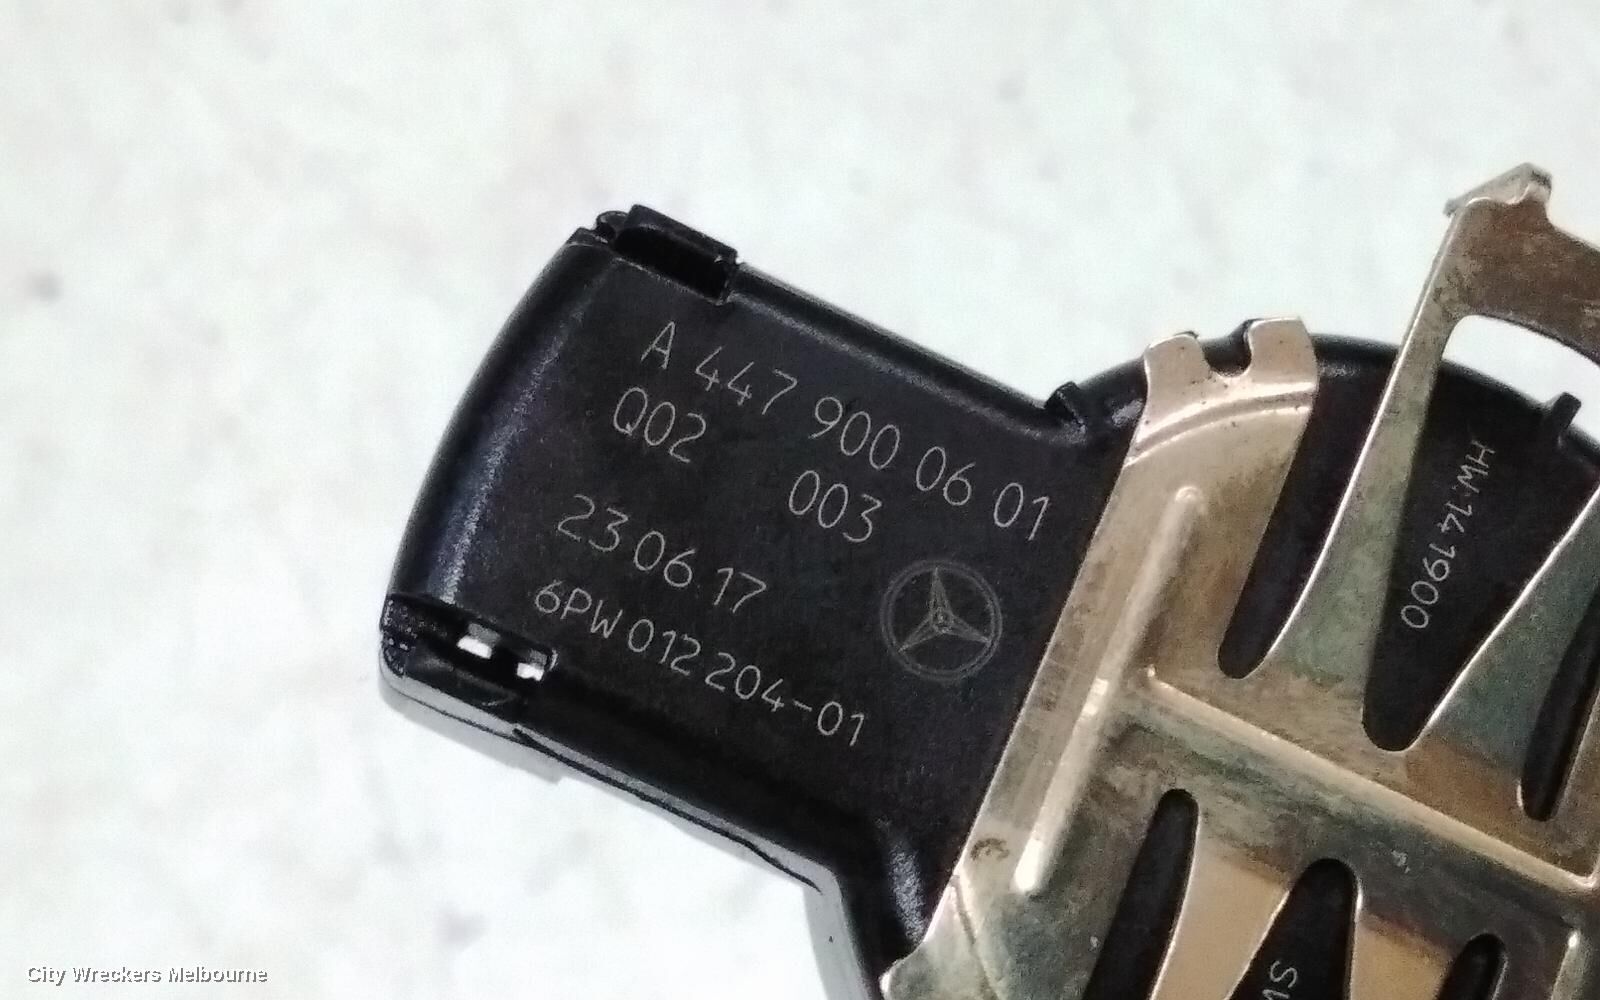 A 447 900 06 01
Q02 003
23 06 17
6PW 012 204-01
HW:14 1900
City Wreckers Melbourne